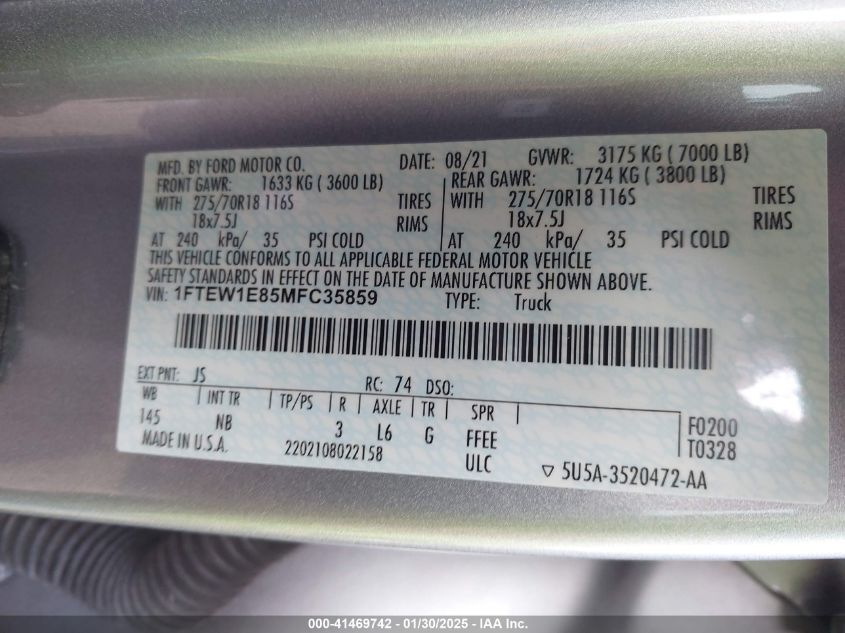 MFD. BY FORD MOTOR CO. DATE: 08/21 GVWR: 3175 KG ( 7000 LB)
FRONT GAWR: 1633 KG ( 3600 LB) REAR GAWR: 1724 KG ( 3800 LB)
WITH 275/70R18 116S TIRES WITH 275/70R18 116S TIRES
18x7.5J RIMS 18x7.5J RIMS
AT 240 kPa/ 35 PSI COLD AT 240 kPa/ 35 PSI COLD
THIS VEHICLE CONFORMS TO ALL APPLICABLE FEDERAL MOTOR VEHICLE
SAFETY STANDARDS IN EFFECT ON THE DATE OF MANUFACTURE SHOWN ABOVE.
VIN: 1FTEW1E85MFC35859 TYPE: Truck
EXT PNT: JS RC: 74 DSO:
WB INT TR TP/PS R AXLE TR SPR
145 NB 3 L6 G FFEE F0200
MADE IN U.S.A. 2202108022158 ULC T0328
5U5A-3520472-AA
000-41469742 — 01/30/2025 — IAA Inc.